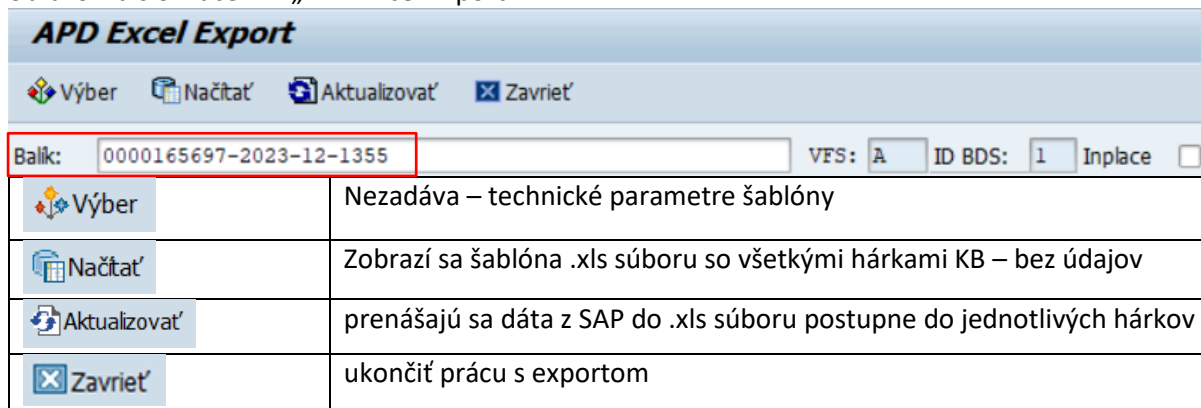 APD Excel Export
Výber Načítať Aktualizovať Zavrieť
Balík: 0000165697-2023-12-1355 VFS: A ID BDS: 1 Inplace
Výber Nezadáva – technické parametre šablóny
Načítať Zobrazí sa šablóna .xls súboru so všetkými hárkami KB – bez údajov
Aktualizovať prenášajú sa dáta z SAP do .xls súboru postupne do jednotlivých hárkov
Zavrieť ukončiť prácu s exportom